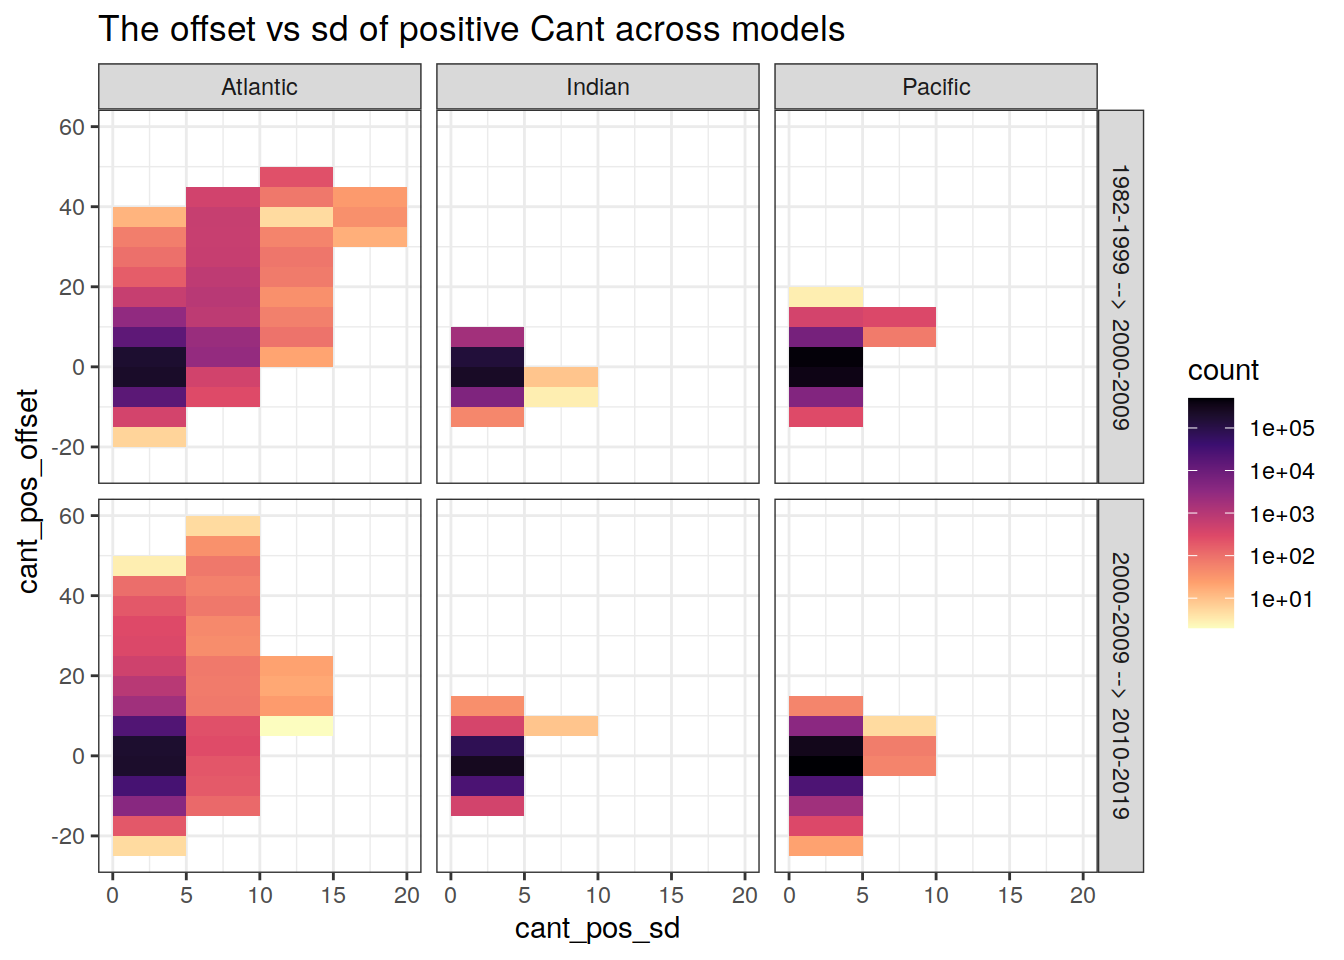 The offset vs sd of positive Cant across models
Atlantic
Indian
Pacific
60
40
20
0
-20
1982-1999 --> 2000-2009
60
40
20
0
-20
2000-2009 --> 2010-2019
cant_pos_offset
0 5 10 15 20
0 5 10 15 20
0 5 10 15 20
cant_pos_sd
count
1e+05
1e+04
1e+03
1e+02
1e+01